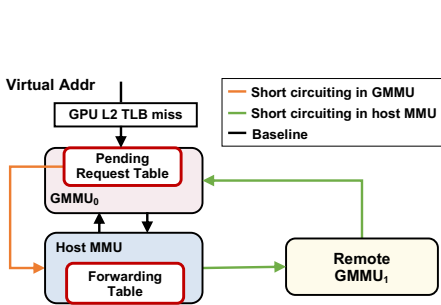 Virtual Addr
GPU L2 TLB miss
Short circuiting in GMMU
Short circuiting in host MMU
Baseline
Pending
Request Table
GMMU0
Host MMU
Forwarding
Table
Remote
GMMU1